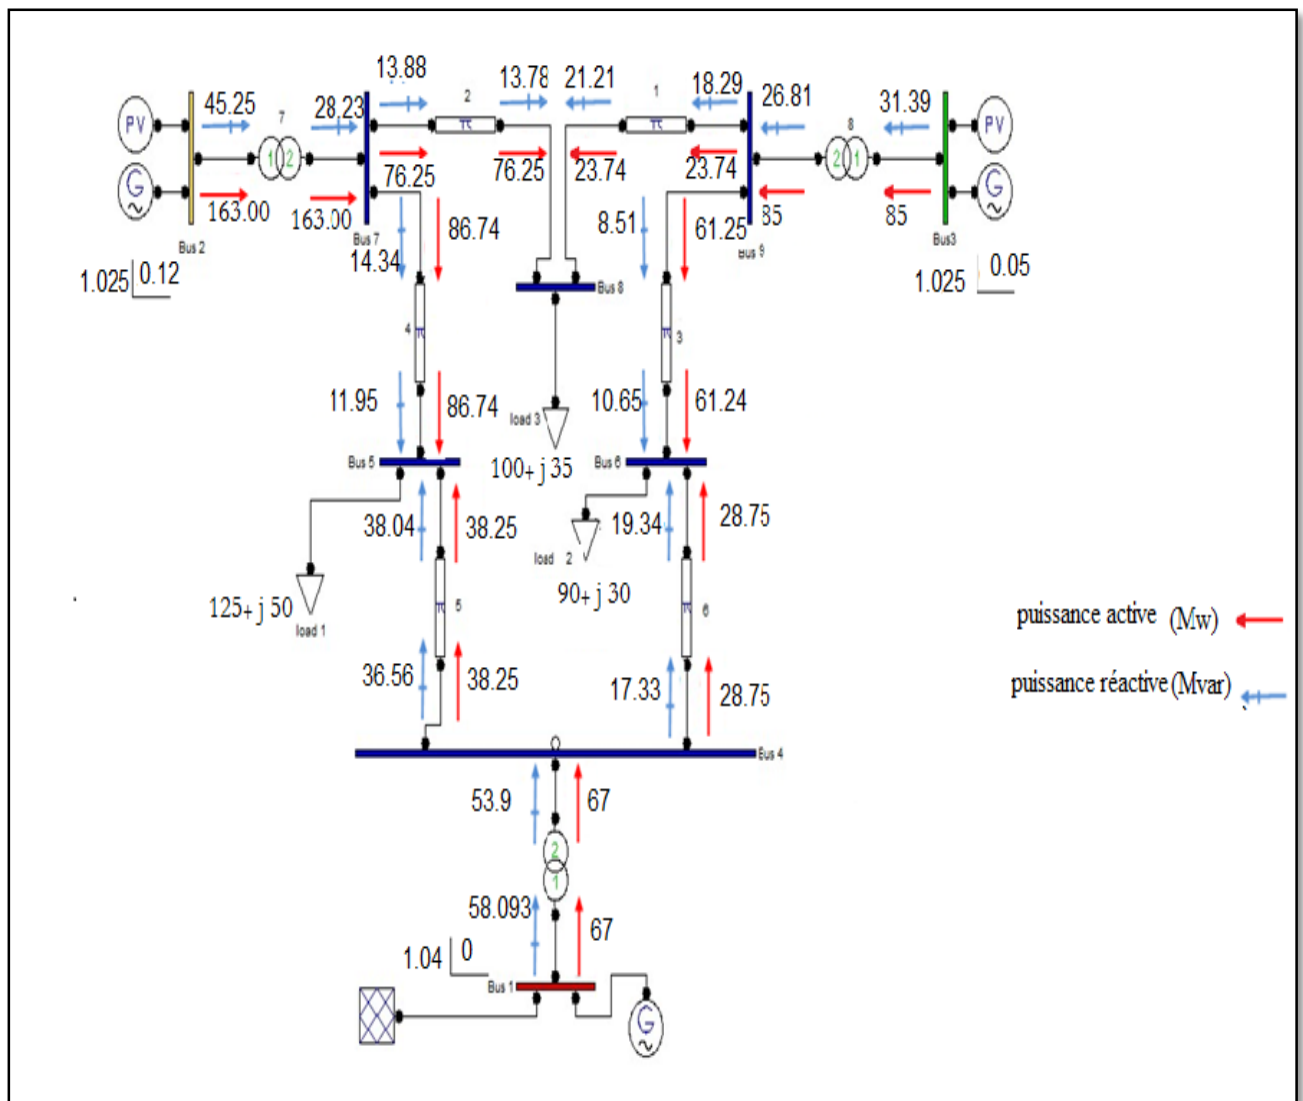 13.88
2
13.78
21.21
1
18.29
45.25
7
28.23
26.81
8
31.39
PV
1 2
2 1
PV
G
76.25
76.25
23.74
23.74
G
163.00
163.00
86.74
8.51
61.25
85
85
Bus 2
Bus 7
Bus 9
Bus3
14.34
1.025 0.12
Bus 8
1.025 0.05
4
π
π
3
11.95
86.74
load 3
10.65
61.24
Bus 5
100+ j 35
Bus 6
38.04
38.25
19.34
28.75
load 2
90+ j 30
125+ j 50
load 1
π
5
π
6
puissance active (Mw)
36.56
38.25
17.33
28.75
puissance réactive(Mvar)
Bus 4
53.9
67
2
1
58.093
67
1.04 0
Bus 1
G